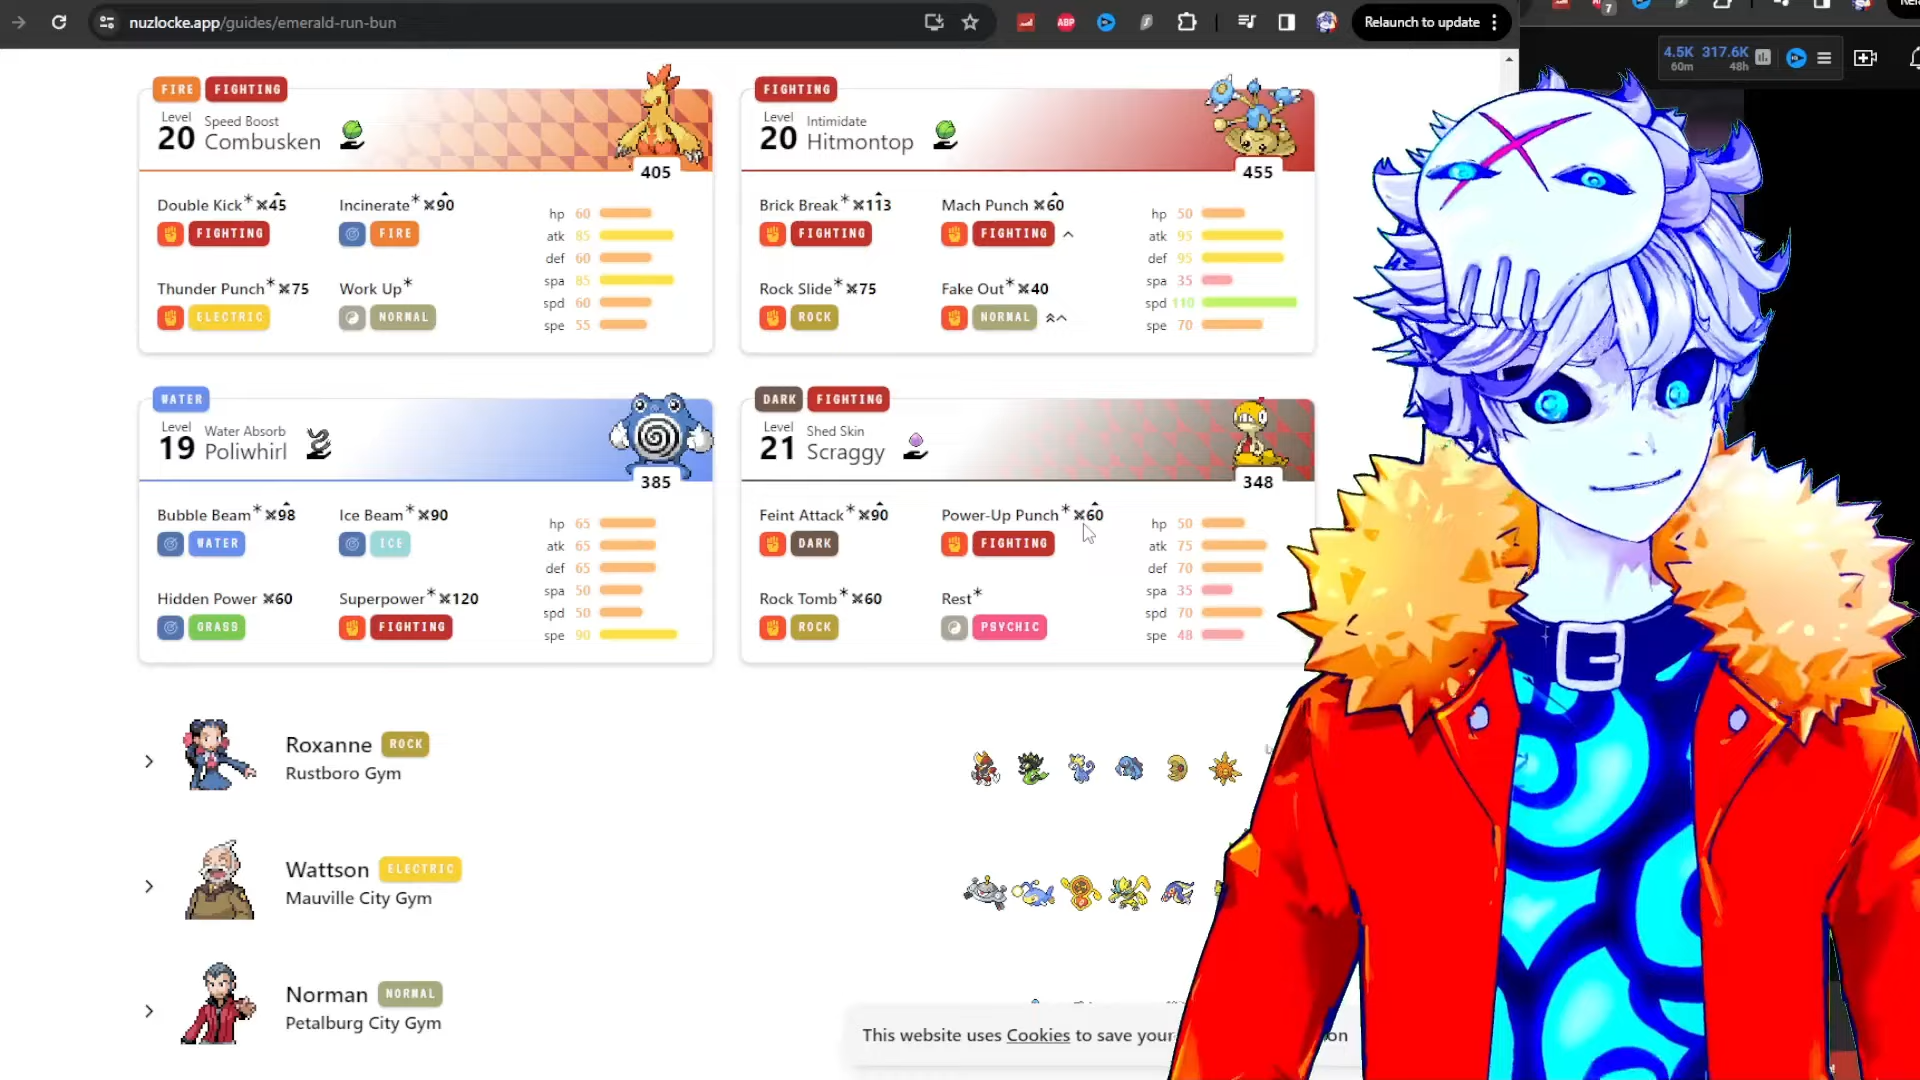 nuzlocke.app/guides/emerald-run-bun
ABP
Relaunch to update
7
4.5K 317.6K
60m 48h
FIRE FIGHTING
Level 20 Speed Boost Combusken
405
Double Kick* ×45
FIGHTING
Incinerate* ×90
FIRE
Thunder Punch* ×75
ELECTRIC
Work Up*
NORMAL
hp 60
atk 85
def 60
spa 85
spd 60
spe 55
FIGHTING
Level 20 Intimidate Hitmontop
455
Brick Break* ×113
FIGHTING
Mach Punch ×60
FIGHTING
Rock Slide* ×75
ROCK
Fake Out* ×40
NORMAL
hp 50
atk 95
def 95
spa 35
spd 110
spe 70
WATER
Level 19 Water Absorb Poliwhirl
385
Bubble Beam* ×98
WATER
Ice Beam* ×90
ICE
Hidden Power ×60
GRASS
Superpower* ×120
FIGHTING
hp 65
atk 65
def 65
spa 50
spd 50
spe 90
DARK FIGHTING
Level 21 Shed Skin Scraggy
348
Feint Attack* ×90
DARK
Power-Up Punch* ×60
FIGHTING
Rock Tomb* ×60
ROCK
Rest*
PSYCHIC
hp 50
atk 75
def 70
spa 35
spd 70
spe 48
Roxanne ROCK
Rustboro Gym
Wattson ELECTRIC
Mauville City Gym
Norman NORMAL
Petalburg City Gym
This website uses Cookies to save your
on